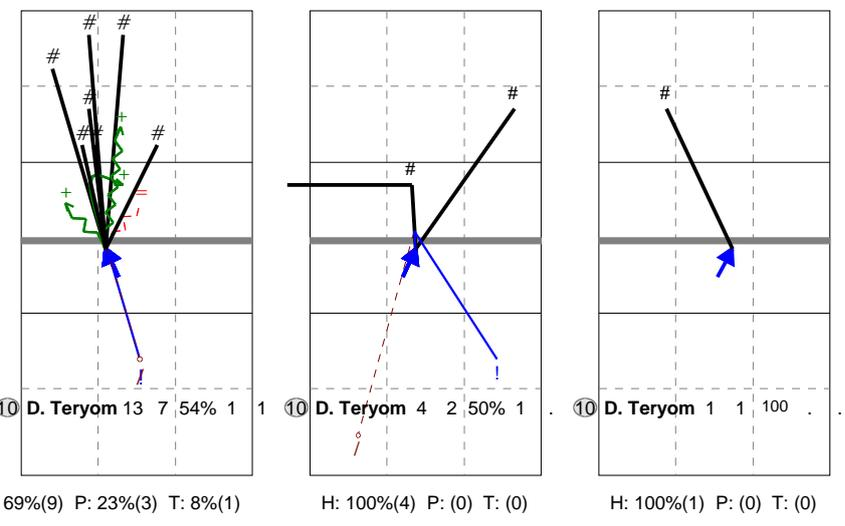 # # #
#
# #
# # # #
+
+
+ =
!
!
10 D. Teryom 13 7 54% 1 1 10 D. Teryom 4 2 50% 1 . 10 D. Teryom 1 1 100 . .
69%(9) P: 23%(3) T: 8%(1) H: 100%(4) P: (0) T: (0) H: 100%(1) P: (0) T: (0)